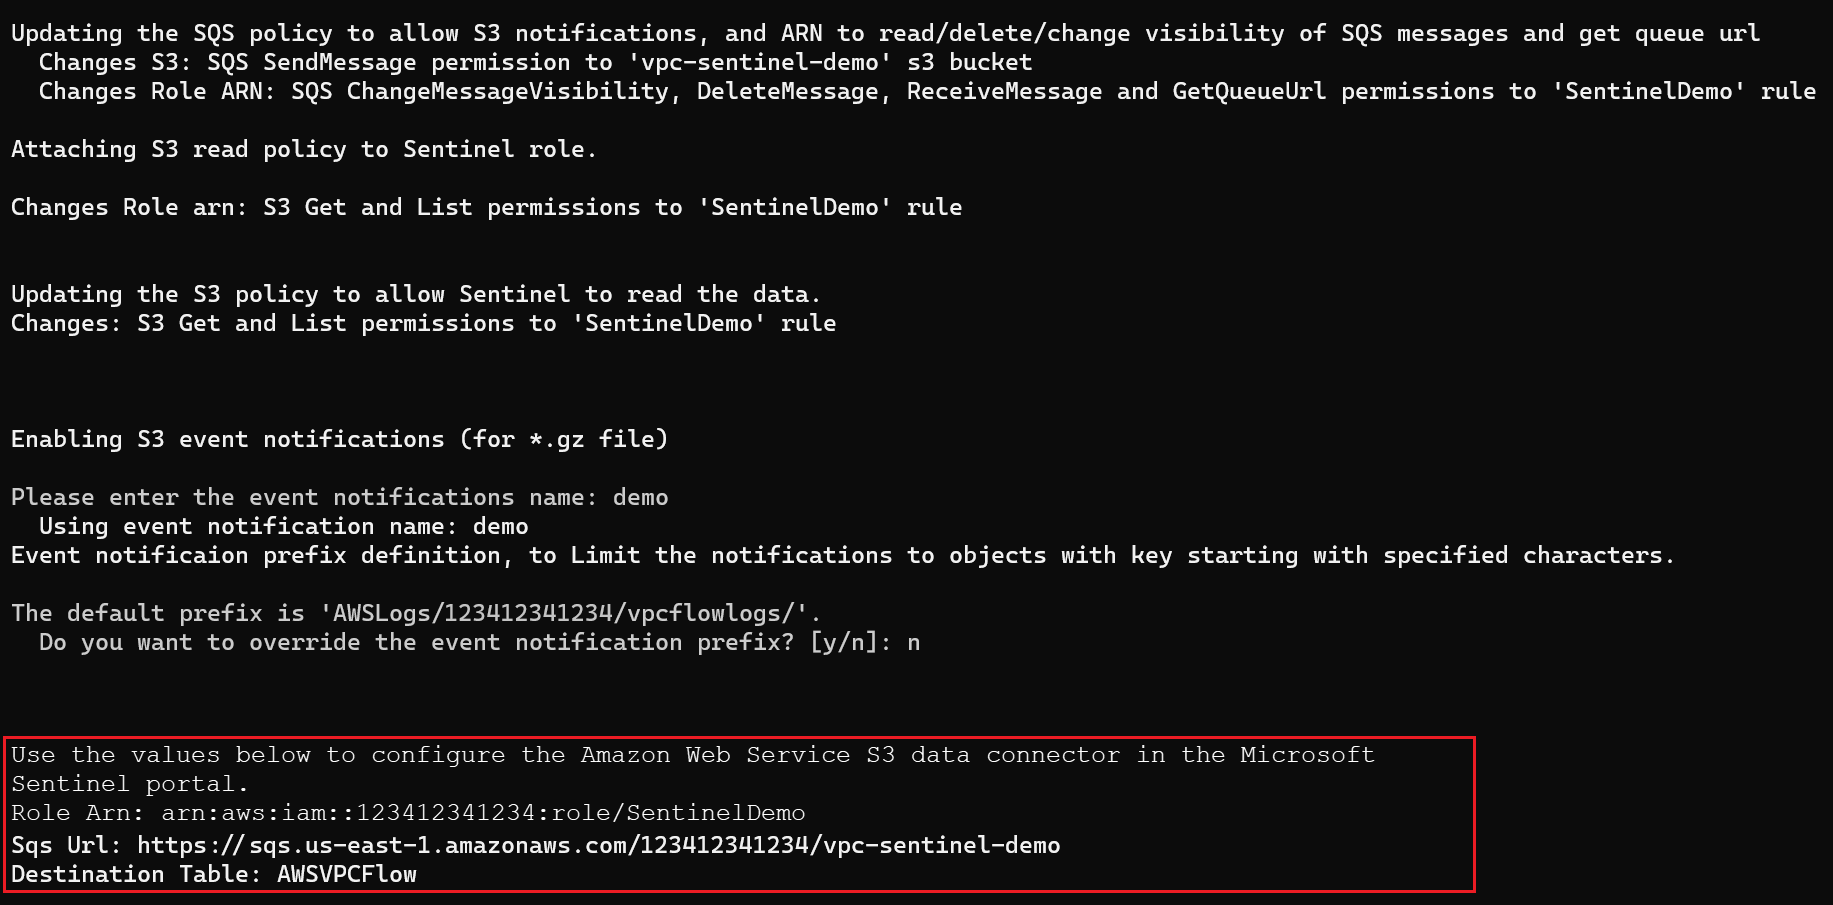 Updating the SQS policy to allow S3 notifications, and ARN to read/delete/change visibility of SQS messages and get queue url
Changes S3: SQS SendMessage permission to 'vpc-sentinel-demo' s3 bucket
Changes Role ARN: SQS ChangeMessageVisibility, DeleteMessage, ReceiveMessage and GetQueueUrl permissions to 'SentinelDemo' rule
Attaching S3 read policy to Sentinel role.
Changes Role arn: S3 Get and List permissions to 'SentinelDemo' rule
Updating the S3 policy to allow Sentinel to read the data.
Changes: S3 Get and List permissions to 'SentinelDemo' rule
Enabling S3 event notifications (for *.gz file)
Please enter the event notifications name: demo
Using event notification name: demo
Event notificaion prefix definition, to Limit the notifications to objects with key starting with specified characters.
The default prefix is 'AWSLogs/123412341234/vpcflowlogs/'.
Do you want to override the event notification prefix? [y/n]: n
Use the values below to configure the Amazon Web Service S3 data connector in the Microsoft
Sentinel portal.
Role Arn: arn:aws:iam::123412341234:role/SentinelDemo
Sqs Url: https://sqs.us-east-1.amazonaws.com/123412341234/vpc-sentinel-demo
Destination Table: AWSVPCFlow